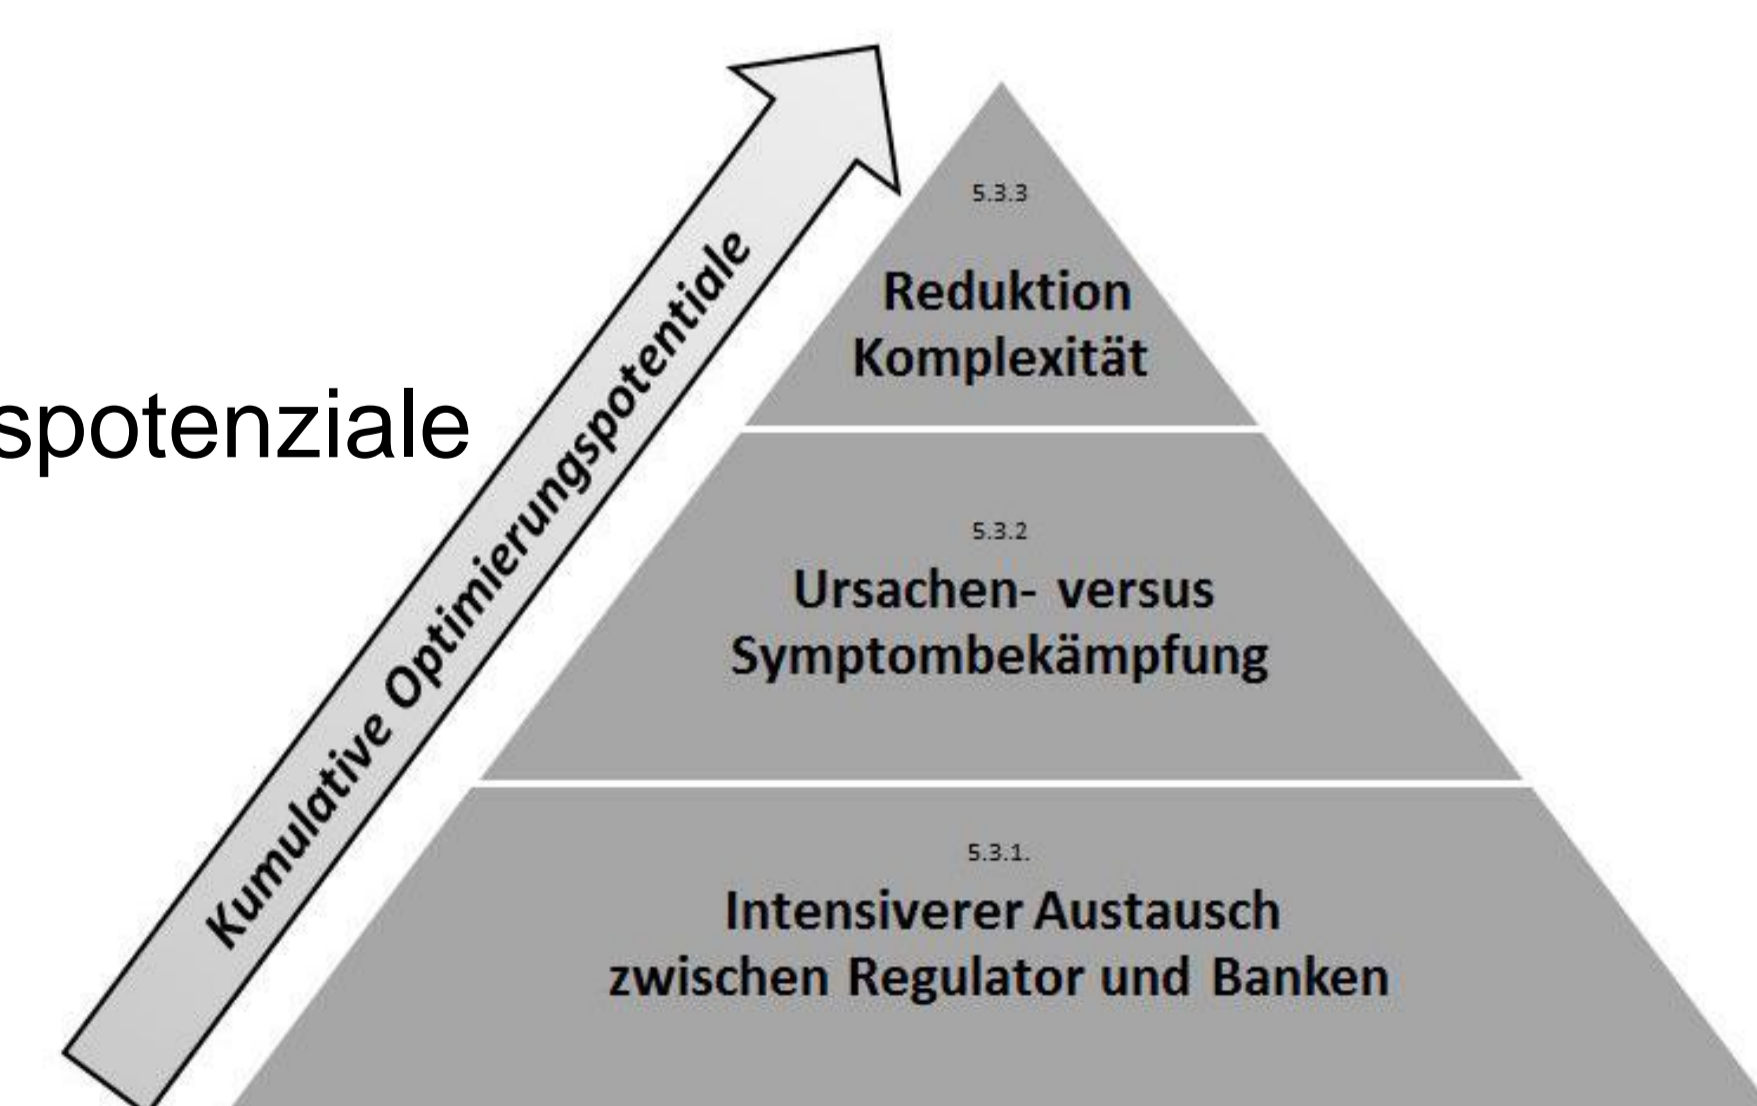 spotenziale
Kumulative Optimierungspotentiale
5.3.3
Reduktion
Komplexität
5.3.2
Ursachen- versus
Symptombekämpfung
5.3.1.
Intensiverer Austausch
zwischen Regulator und Banken